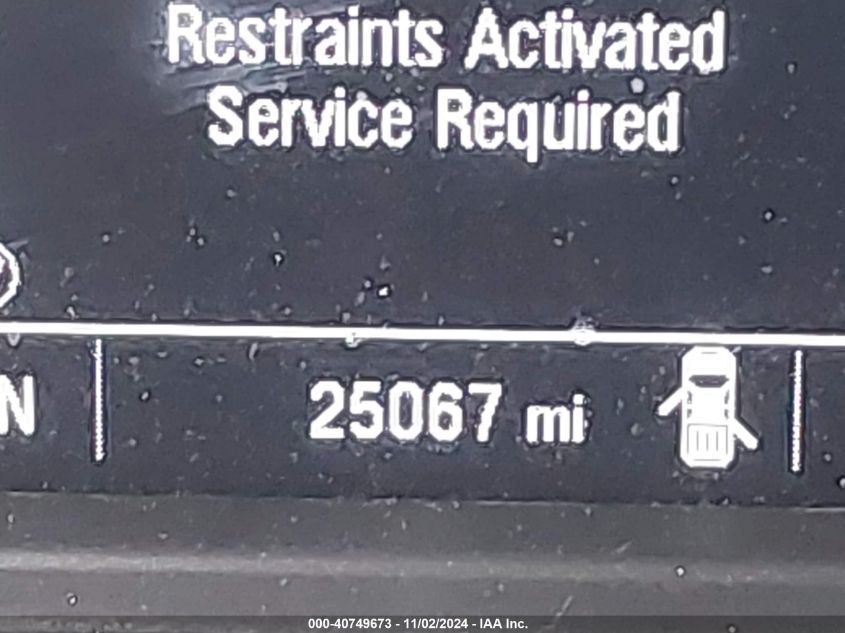 Restraints Activated
Service Required
N
25067 mi
000-40749673 - 11/02/2024 - IAA Inc.